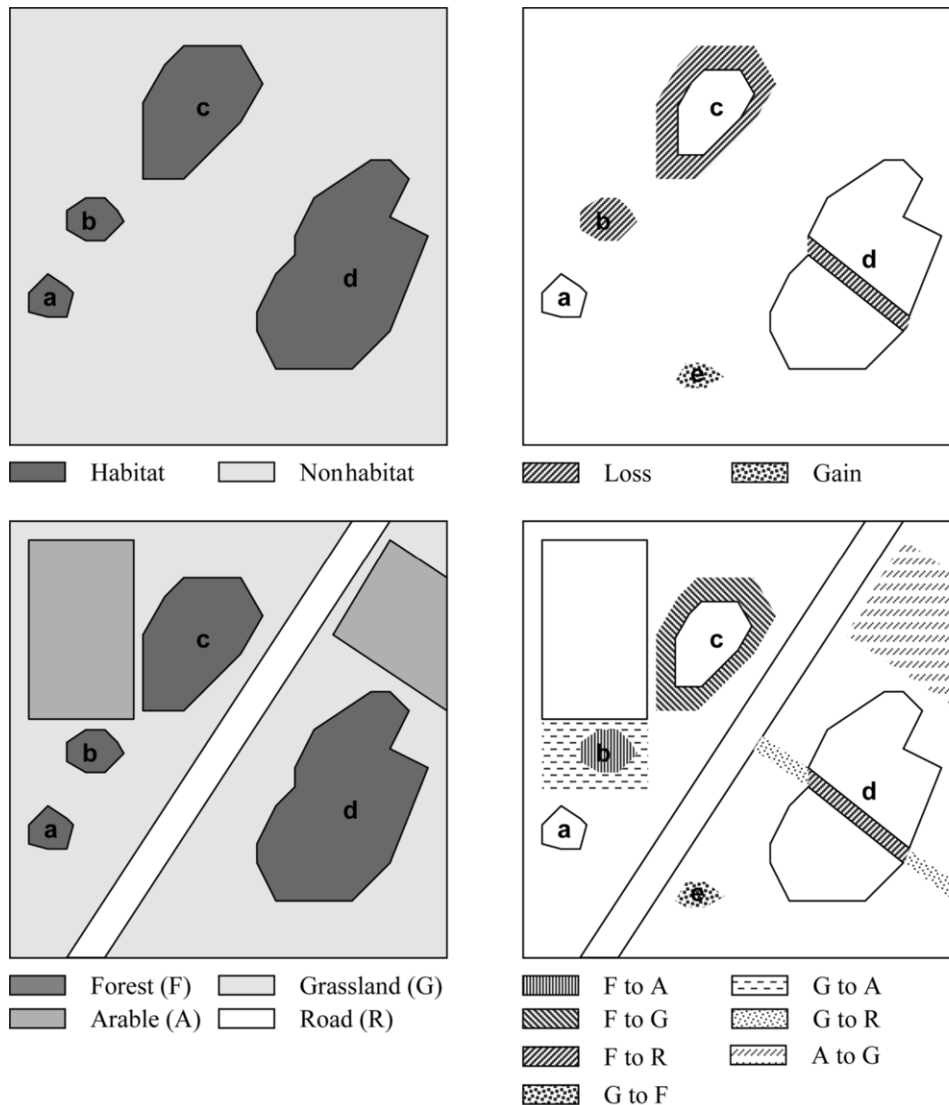 c
b
a
d
Habitat Nonhabitat
c
b
a
d
e
Loss Gain
c
b
a
d
Forest (F) Grassland (G)
Arable (A) Road (R)
c
b
a
d
e
F to A G to A
F to G G to R
F to R A to G
G to F